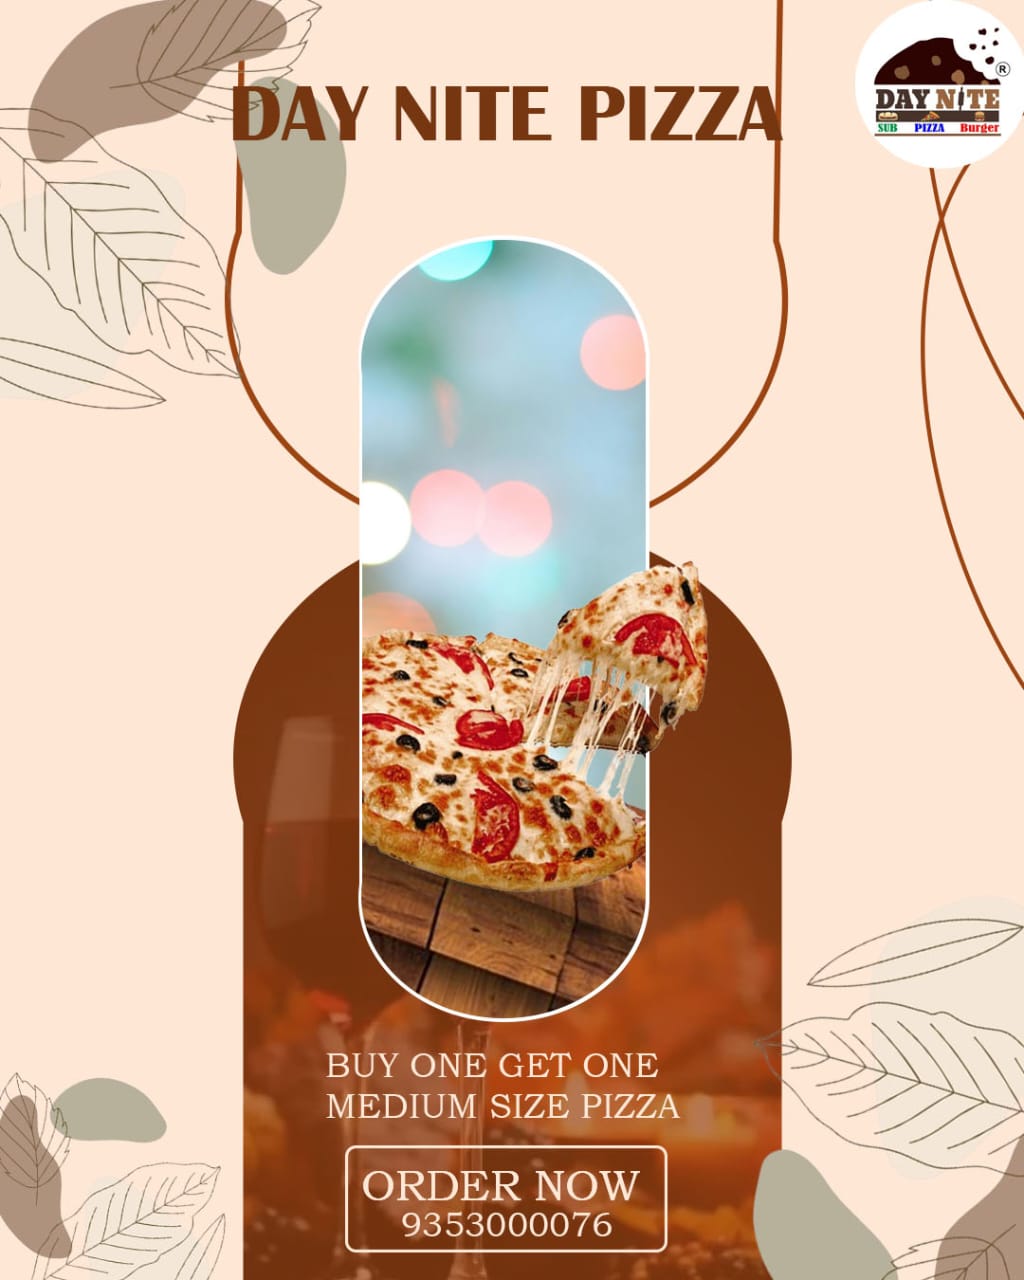 DAY NITE PIZZA
®
DAY NITE
SUB PIZZA Burger
BUY ONE GET ONE
MEDIUM SIZE PIZZA
ORDER NOW
9353000076